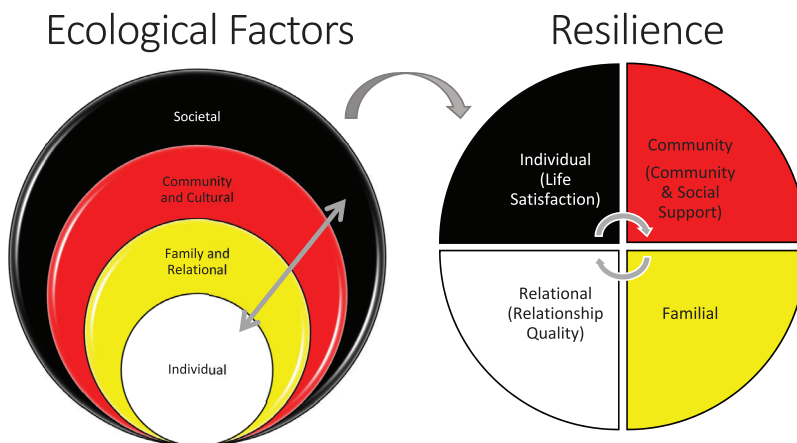 Ecological Factors
Resilience
Societal
Community
and Cultural
Family and
Relational
Individual
Individual
(Life
Satisfaction)
Community
(Community
& Social
Support)
Relational
(Relationship
Quality)
Familial